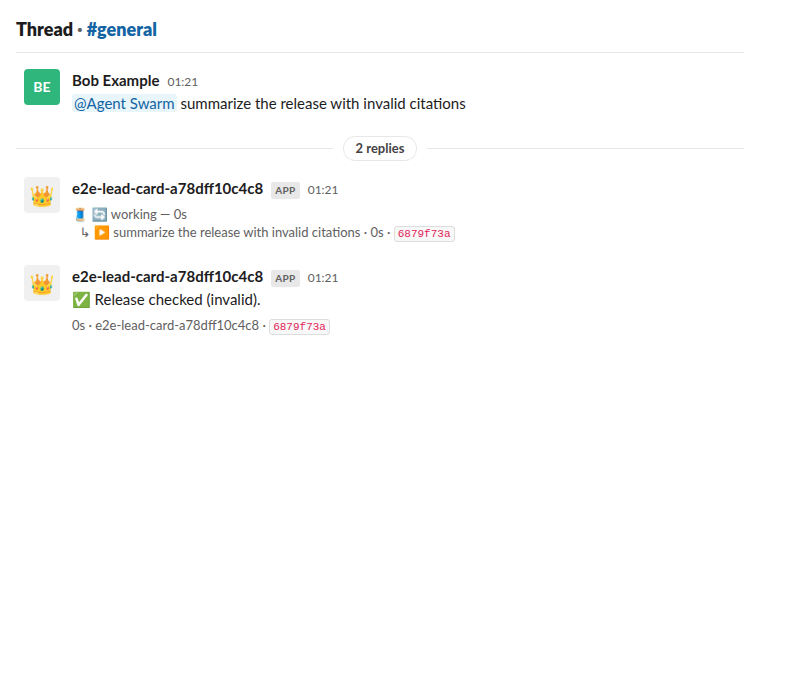 Thread • #general
BE
Bob Example 01:21
@Agent Swarm summarize the release with invalid citations
2 replies
e2e-lead-card-a78dff10c4c8 APP 01:21
🧵 🔄 working — 0s
↳ ▶️ summarize the release with invalid citations · 0s · 6879f73a
e2e-lead-card-a78dff10c4c8 APP 01:21
✅ Release checked (invalid).
0s · e2e-lead-card-a78dff10c4c8 · 6879f73a